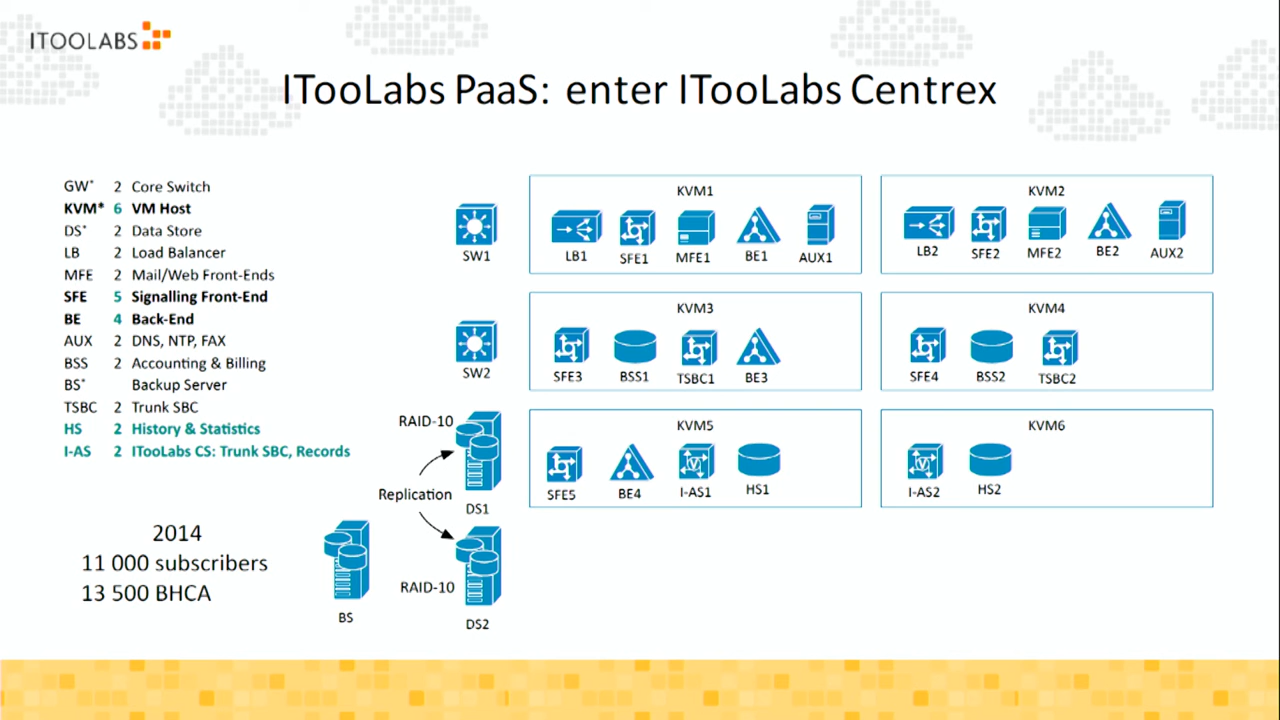 ITOOLABS
ITooLabs PaaS: enter ITooLabs Centrex
GW* 2 Core Switch
KVM* 6 VM Host
DS* 2 Data Store
LB 2 Load Balancer
MFE 2 Mail/Web Front-Ends
SFE 5 Signalling Front-End
BE 4 Back-End
AUX 2 DNS, NTP, FAX
BSS 2 Accounting & Billing
BS* Backup Server
TSBC 2 Trunk SBC
HS 2 History & Statistics
I-AS 2 ITooLabs CS: Trunk SBC, Records
2014
11 000 subscribers
13 500 BHCA
SW1
SW2
RAID-10
DS1
Replication
RAID-10
DS2
BS
KVM1
LB1 SFE1 MFE1 BE1 AUX1
KVM2
LB2 SFE2 MFE2 BE2 AUX2
KVM3
SFE3 BSS1 TSBC1 BE3
KVM4
SFE4 BSS2 TSBC2
KVM5
V
SFE5 BE4 I-AS1 HS1
KVM6
V
I-AS2 HS2